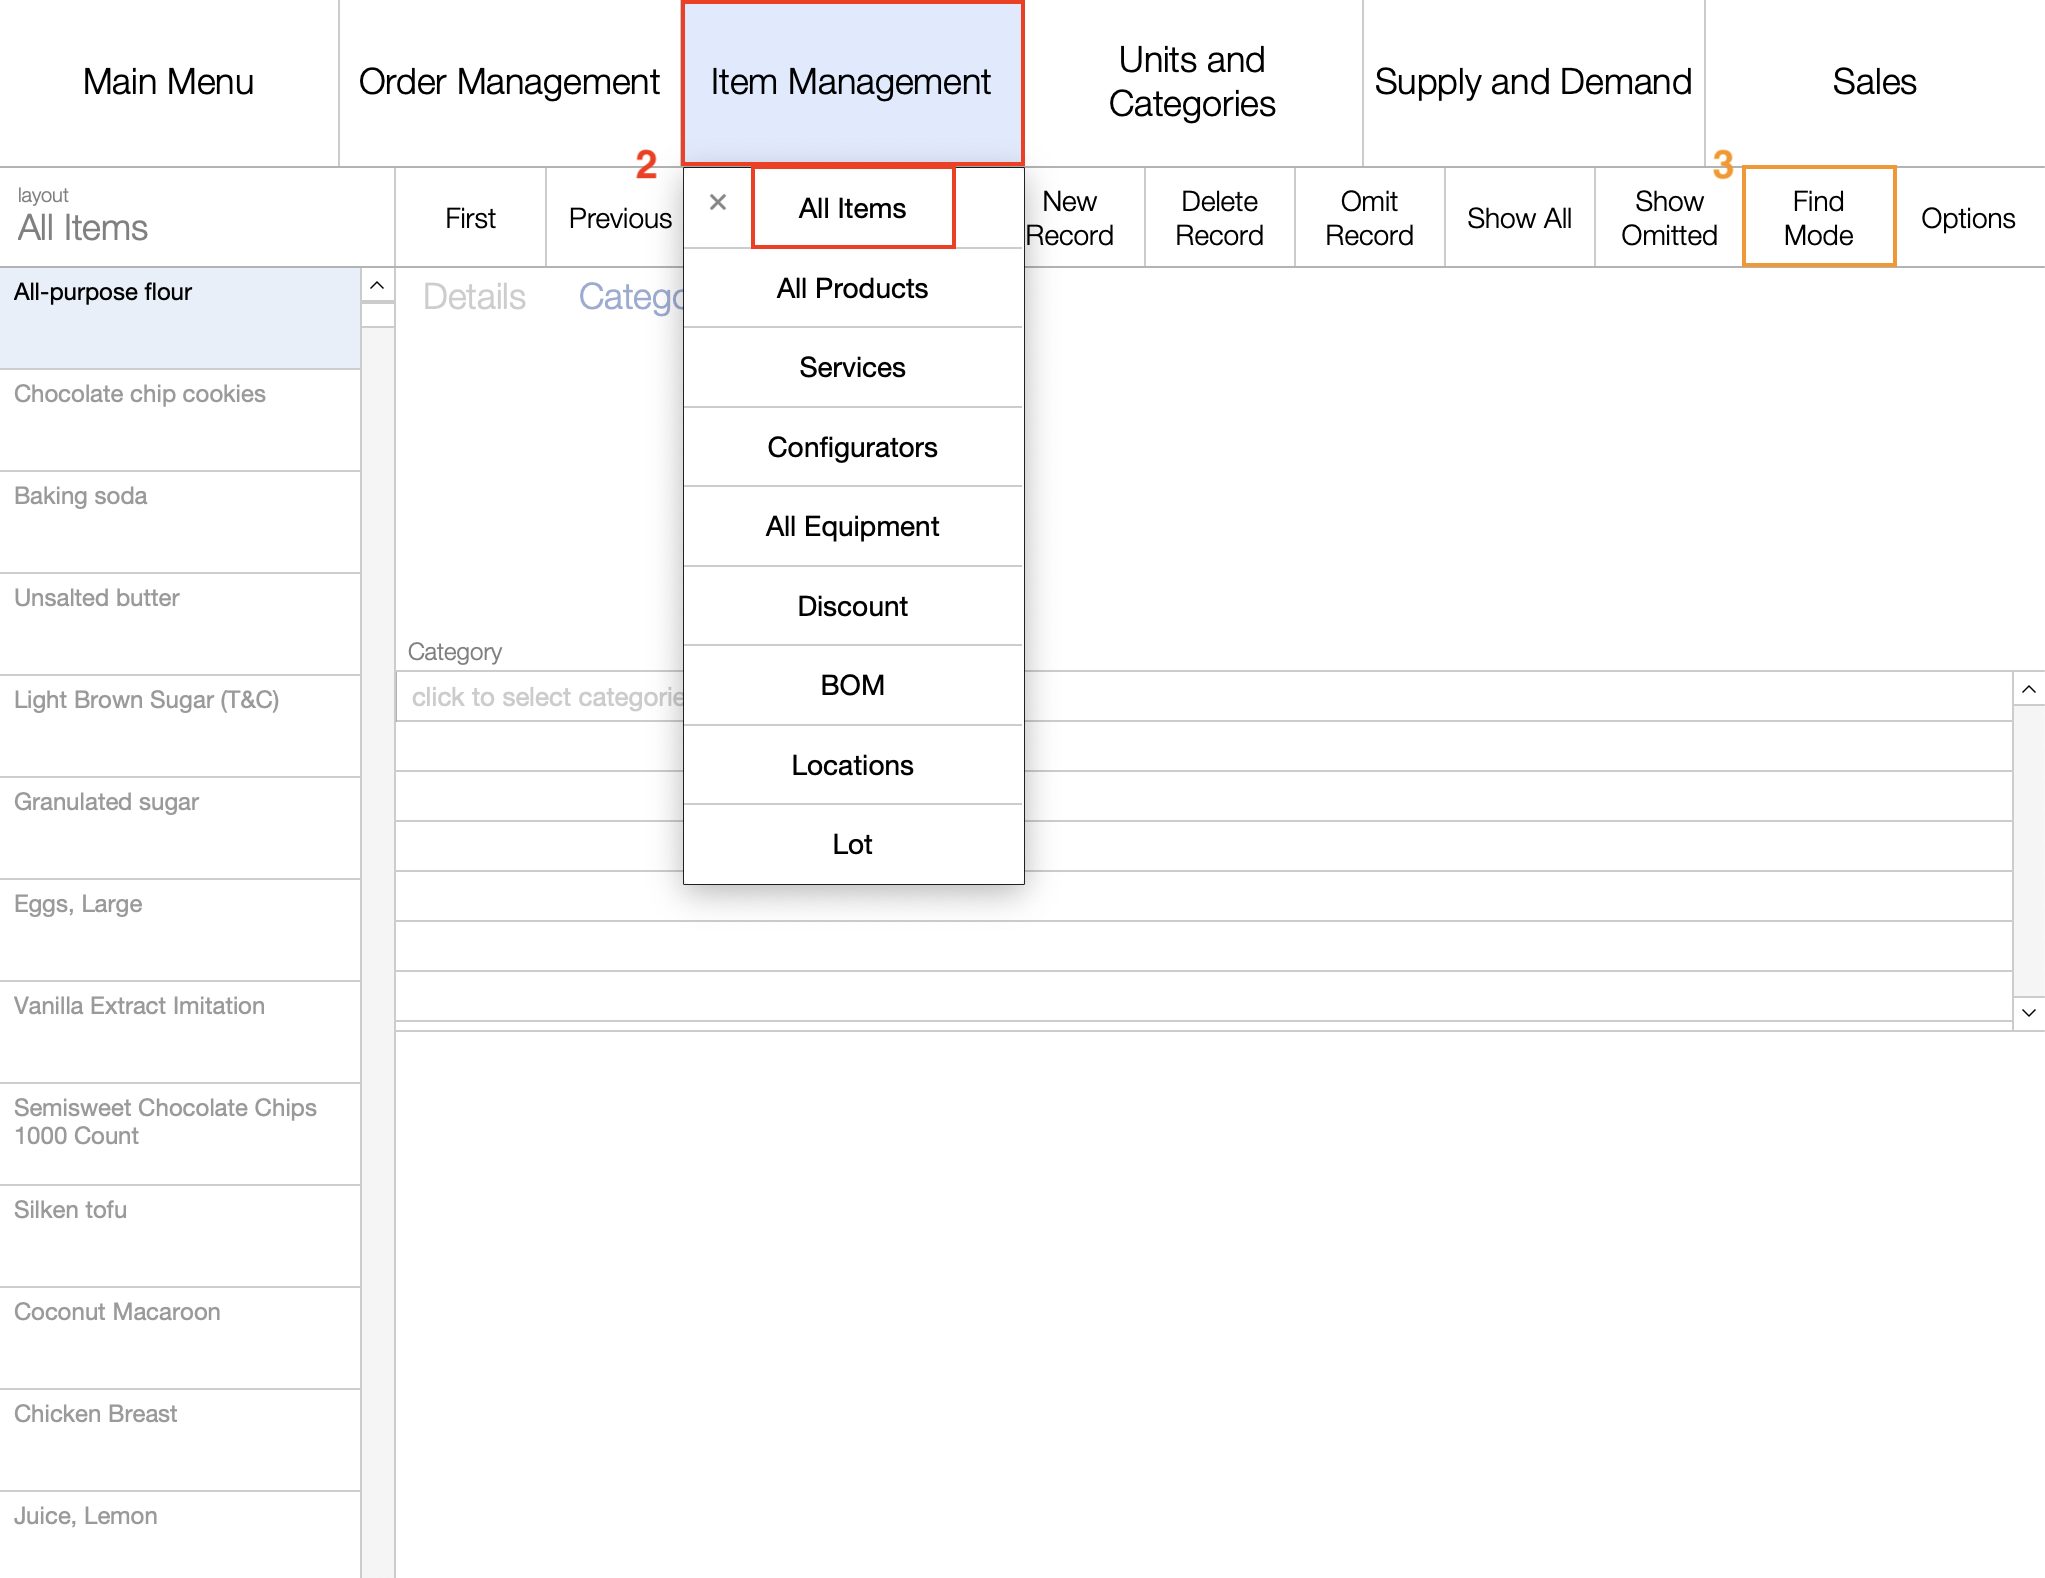 Main Menu
Order Management
Item Management
Units and
Categories
Supply and Demand
Sales
2
3
layout
All Items
First
Previous
New
Record
Delete
Record
Omit
Record
Show All
Show
Omitted
Find
Mode
Options
All Items
All Products
Services
Configurators
All Equipment
Discount
BOM
Locations
Lot
All-purpose flour
Chocolate chip cookies
Baking soda
Unsalted butter
Light Brown Sugar (T&C)
Granulated sugar
Eggs, Large
Vanilla Extract Imitation
Semisweet Chocolate Chips
1000 Count
Silken tofu
Coconut Macaroon
Chicken Breast
Juice, Lemon
Details
Catego
Category
click to select categorie